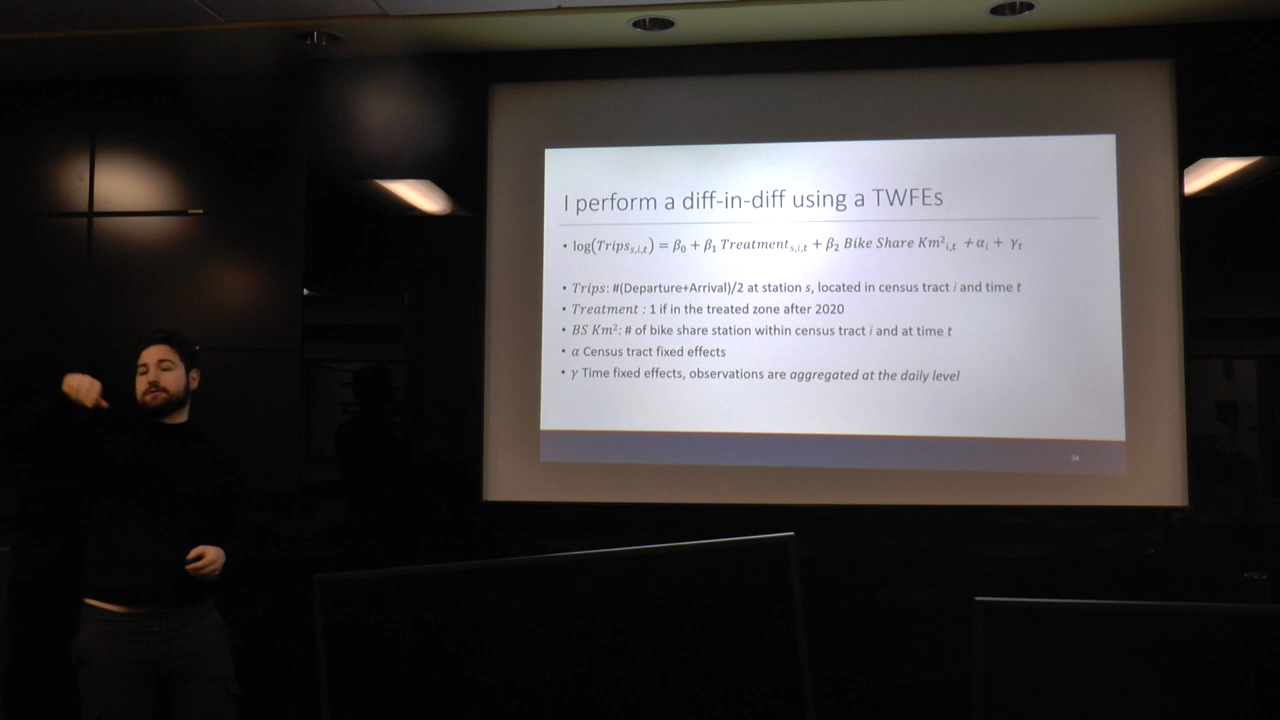 I perform a diff-in-diff using a TWFEs
• log(Trips_{s,i,t}) = β₀ + β₁ Treatment_{s,i,t} + β₂ Bike Share Km²_{i,t} + α_i + γ_t
• Trips: #(Departure+Arrival)/2 at station s, located in census tract i and time t
• Treatment : 1 if in the treated zone after 2020
• BS Km²: # of bike share station within census tract i and at time t
• α Census tract fixed effects
• γ Time fixed effects, observations are aggregated at the daily level